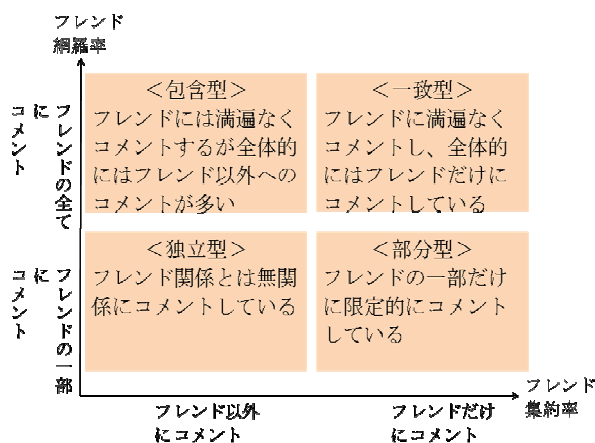 フレンド
網羅率
フレンドの全て
に
コメント
＜包含型＞
フレンドには満遍なく
コメントするが全体的
にはフレンド以外への
コメントが多い
＜一致型＞
フレンドに満遍なく
コメントし、全体的
にはフレンドだけに
コメントしている
フレンドの一部
に
コメント
＜独立型＞
フレンド関係とは無関
係にコメントしている
＜部分型＞
フレンドの一部だけ
に限定的にコメント
している
フレンド以外
にコメント
フレンドだけ
にコメント
フレンド
集約率